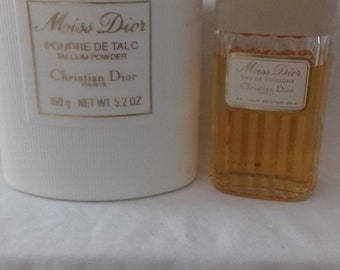 Miss Dior
POUDRE DE TALC
TALCUM POWDER
Christian Dior
PARIS
150 g NET WT. 5.2 OZ.
Miss Dior
EAU DE COLOGNE
Christian Dior
PARIS